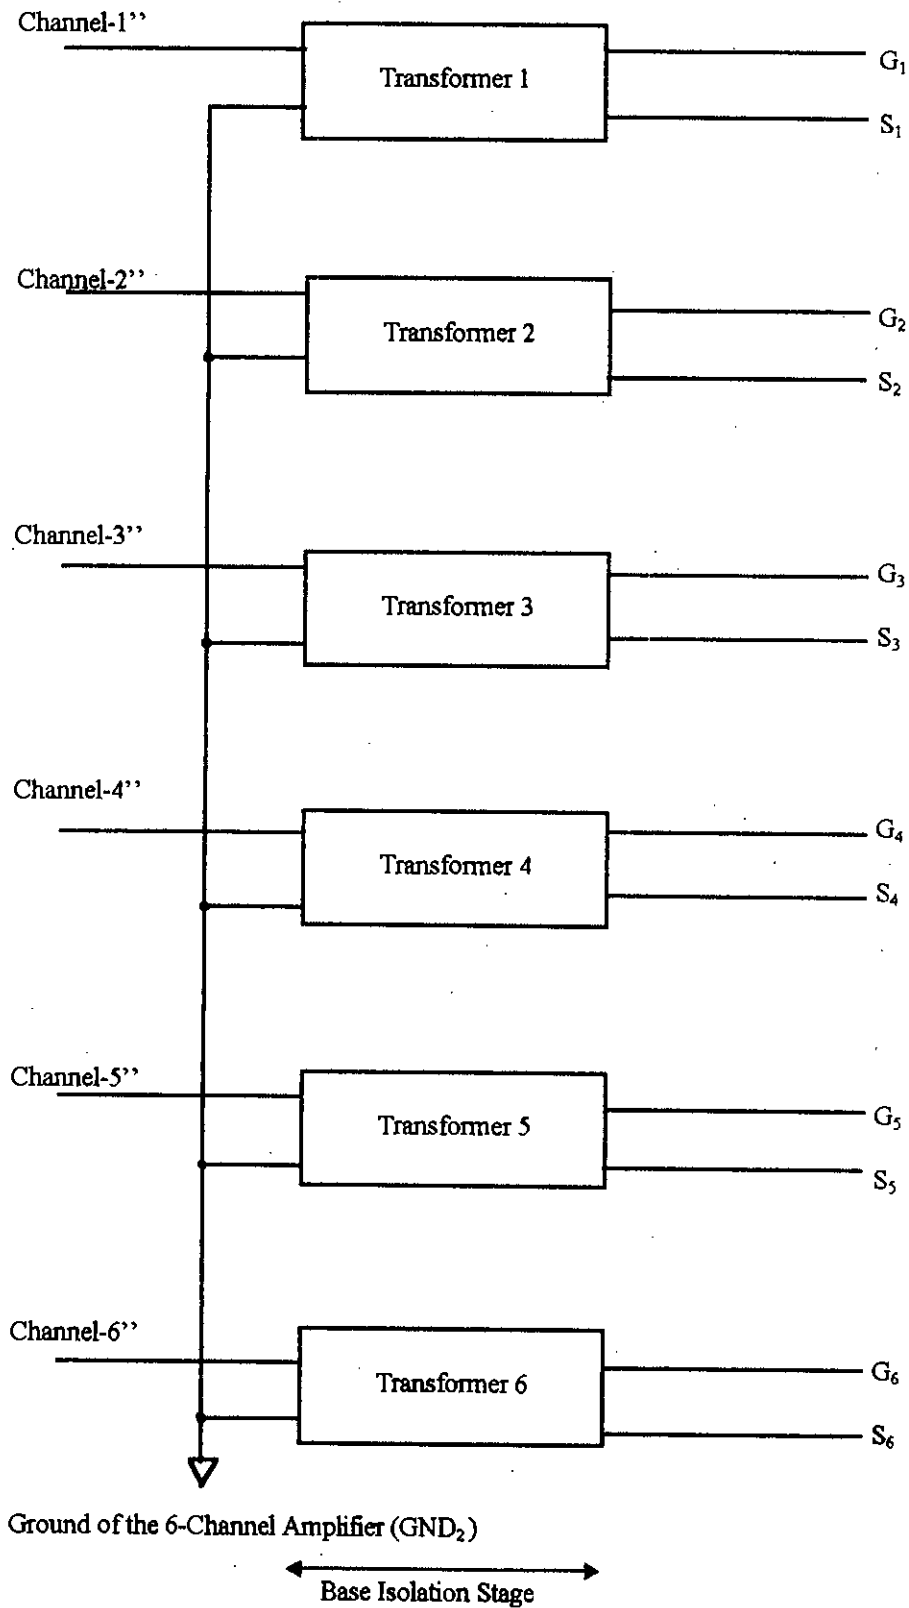 Channel-1’’
Transformer 1
G₁
S₁
Channel-2’’
Transformer 2
G₂
S₂
Channel-3’’
Transformer 3
G₃
S₃
Channel-4’’
Transformer 4
G₄
S₄
Channel-5’’
Transformer 5
G₅
S₅
Channel-6’’
Transformer 6
G₆
S₆
Ground of the 6-Channel Amplifier (GND₂)
Base Isolation Stage